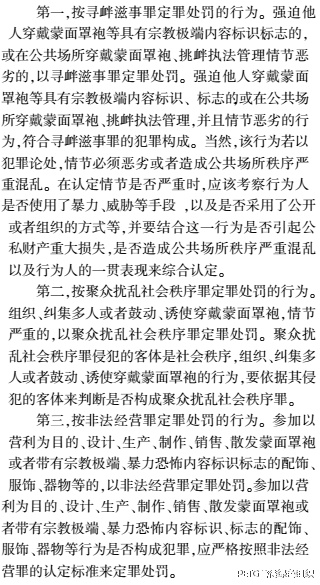 第一,按寻衅滋事罪定罪处罚的行为。强迫他
人穿戴蒙面罩袍等具有宗教极端内容标识标志的,
或在公共场所穿戴蒙面罩袍、挑衅执法管理情节恶
劣的,以寻衅滋事罪定罪处罚。强迫他人穿戴蒙面
罩袍等具有宗教极端内容标识、标志的或在公共场
所穿戴蒙面罩袍、挑衅执法管理,并且情节恶劣的行
为,符合寻衅滋事罪的犯罪构成。当然,该行为若以
犯罪论处,情节必须恶劣或者造成公共场所秩序严
重混乱。在认定情节是否严重时,应该考察行为人
是否使用了暴力、威胁等手段 ,以及是否采用了公开
或者组织的方式等,并要结合这一行为是否引起公
私财产重大损失,是否造成公共场所秩序严重混乱
以及行为人的一贯表现来综合认定。
第二,按聚众扰乱社会秩序罪定罪处罚的行为。
组织、纠集多人或者鼓动、诱使穿戴蒙面罩袍,情节
严重的,以聚众扰乱社会秩序罪定罪处罚。聚众扰
乱社会秩序罪侵犯的客体是社会秩序,组织、纠集多
人或者鼓动、诱使穿戴蒙面罩袍的行为,要依据其侵
犯的客体来判断是否构成聚众扰乱社会秩序罪。
第三,按非法经营罪定罪处罚的行为。参加以
营利为目的、设计、生产、制作、销售、散发蒙面罩袍
或者带有宗教极端、暴力恐怖内容标识标志的配饰、
服饰、器物等的,以非法经营罪定罪处罚。参加以营
利为目的、设计、生产、制作、销售、散发蒙面罩袍或
者带有宗教极端、暴力恐怖内容标识、标志的配饰、
服饰、器物等行为是否构成犯罪,应严格按照非法经
营罪的认定标准来定罪处罚。